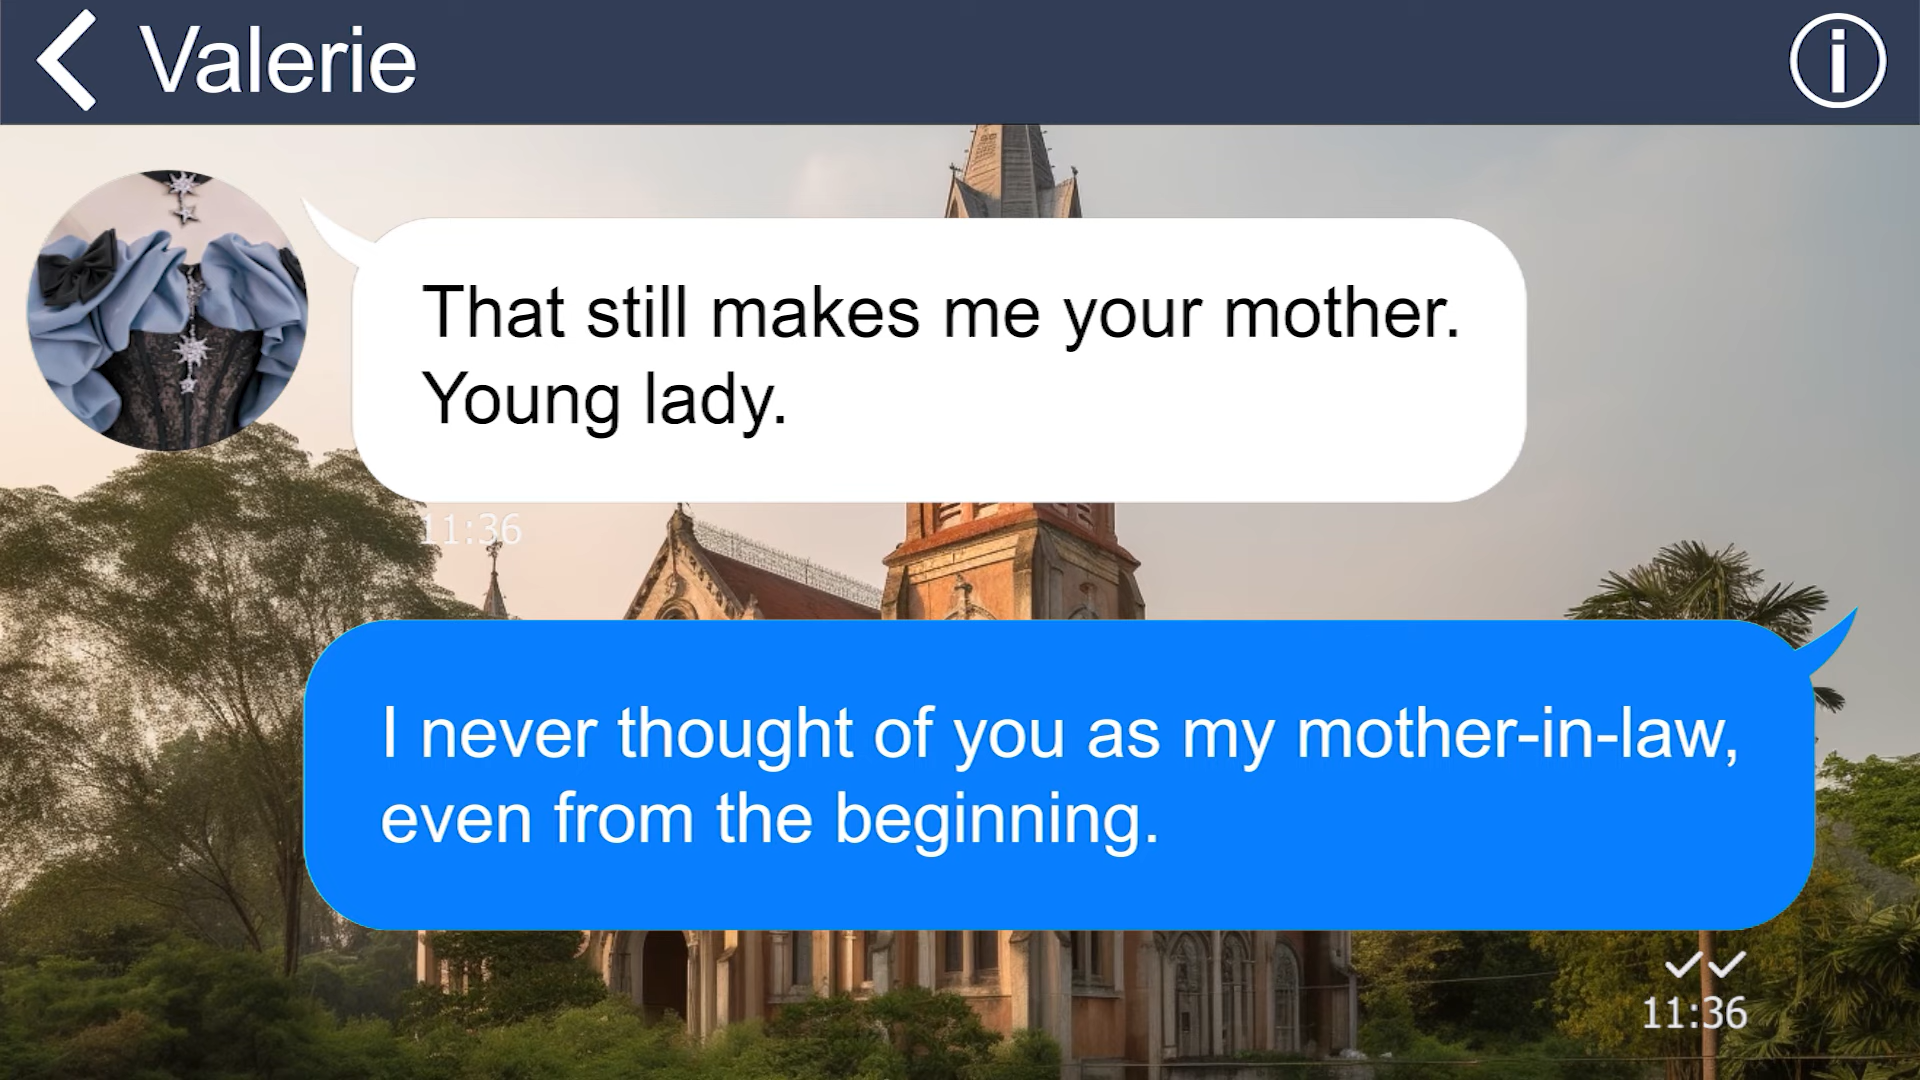 Valerie
That still makes me your mother.
Young lady.
11:36
I never thought of you as my mother-in-law,
even from the beginning.
11:36